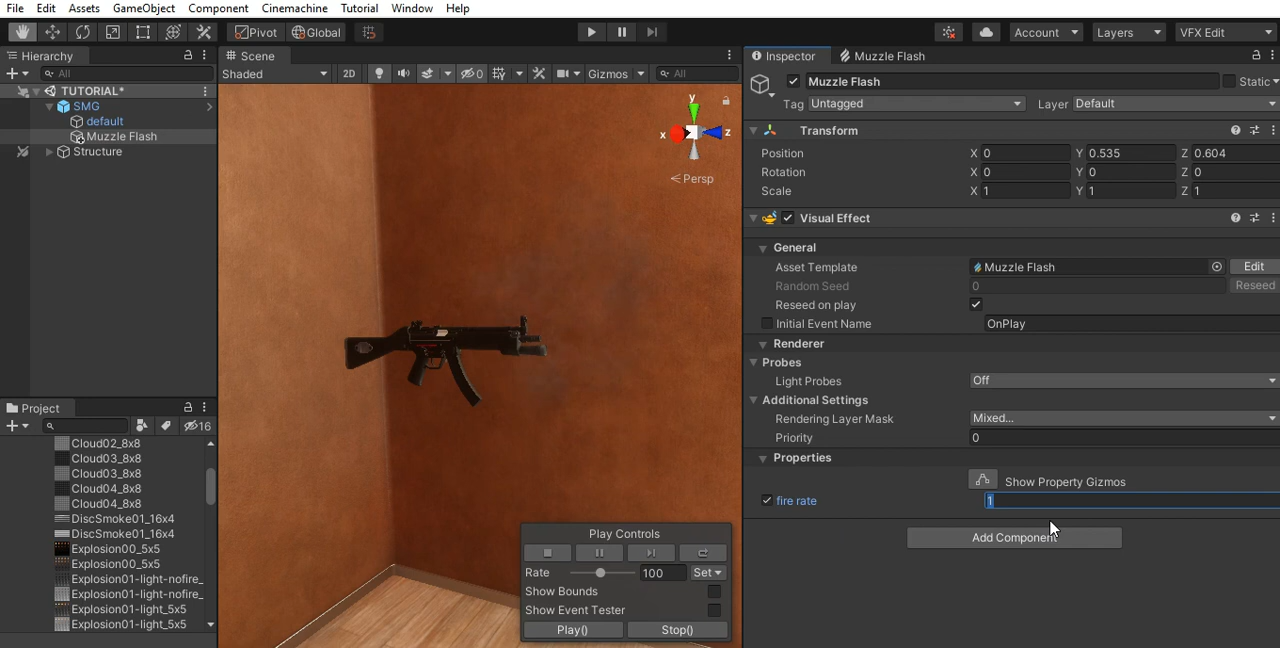 File Edit Assets GameObject Component Cinemachine Tutorial Window Help
Pivot Global Account Layers VFX Edit
Hierarchy
All
TUTORIAL*
SMG
default
Muzzle Flash
Structure
Project
16
Cloud02_8x8
Cloud03_8x8
Cloud03_8x8
Cloud04_8x8
Cloud04_8x8
DiscSmoke01_16x4
DiscSmoke01_16x4
Explosion00_5x5
Explosion00_5x5
Explosion01-light-nofire_
Explosion01-light-nofire_
Explosion01-light_5x5
Explosion01-light_5x5
Scene
Shaded 2D 0 Gizmos All
y
x z
Persp
Play Controls
Rate 100 Set
Show Bounds
Show Event Tester
Play() Stop()
Inspector Muzzle Flash
Muzzle Flash Static
Tag Untagged Layer Default
Transform
Position X 0 Y 0.535 Z 0.604
Rotation X 0 Y 0 Z 0
Scale X 1 Y 1 Z 1
Visual Effect
General
Asset Template Muzzle Flash Edit
Random Seed 0 Reseed
Reseed on play
Initial Event Name OnPlay
Renderer
Probes
Light Probes Off
Additional Settings
Rendering Layer Mask Mixed...
Priority 0
Properties
Show Property Gizmos
fire rate 1
Add Component